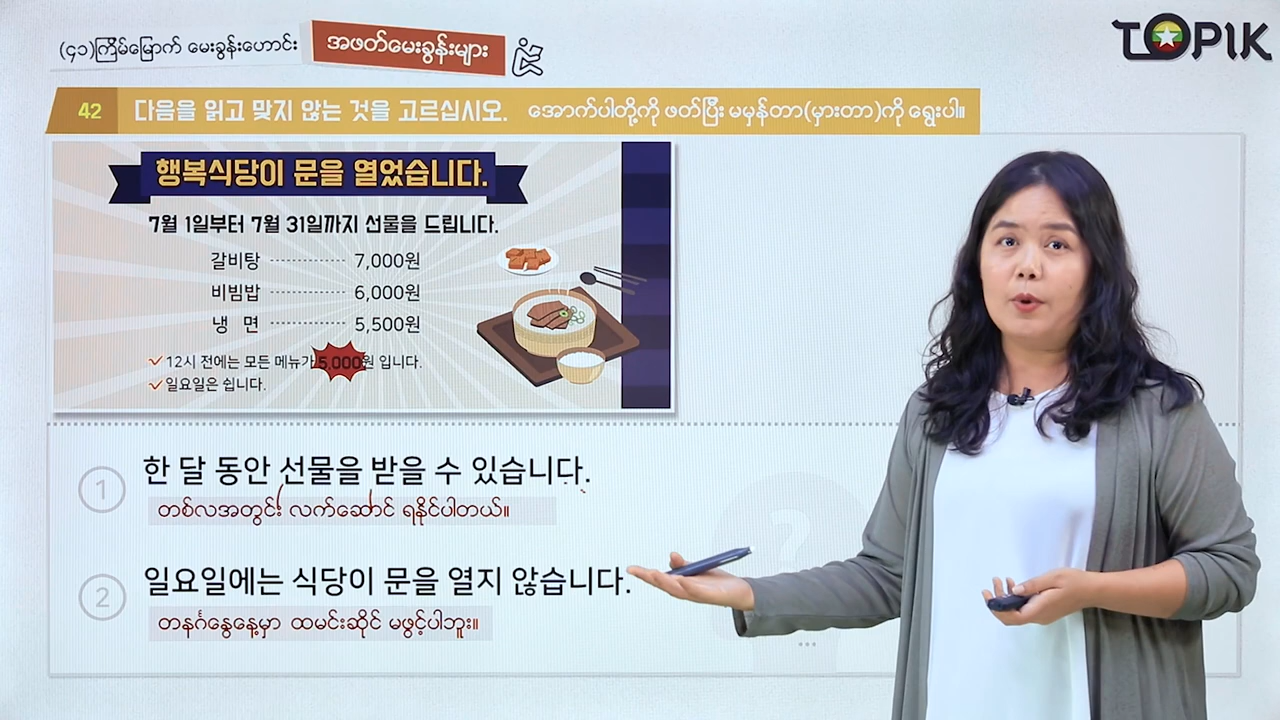 (၄၁)ကြိမ်မြောက် မေးခွန်းဟောင်း
အဖတ်မေးခွန်းများ
TOPIK
42 다음을 읽고 맞지 않는 것을 고르십시오. အောက်ပါတို့ကို ဖတ်ပြီး မမှန်တာ(မှားတာ)ကို ရွေးပါ။
행복식당이 문을 열었습니다.
7월 1일부터 7월 31일까지 선물을 드립니다.
갈비탕 ---------- 7,000원
비빔밥 ---------- 6,000원
냉 면 ---------- 5,500원
12시 전에는 모든 메뉴가 5,000원 입니다.
일요일은 쉽니다.
1 한 달 동안 선물을 받을 수 있습니다.
တစ်လအတွင်း လက်ဆောင် ရနိုင်ပါတယ်။
2 일요일에는 식당이 문을 열지 않습니다.
တနင်္ဂနွေနေ့မှာ ထမင်းဆိုင် မဖွင့်ပါဘူး။